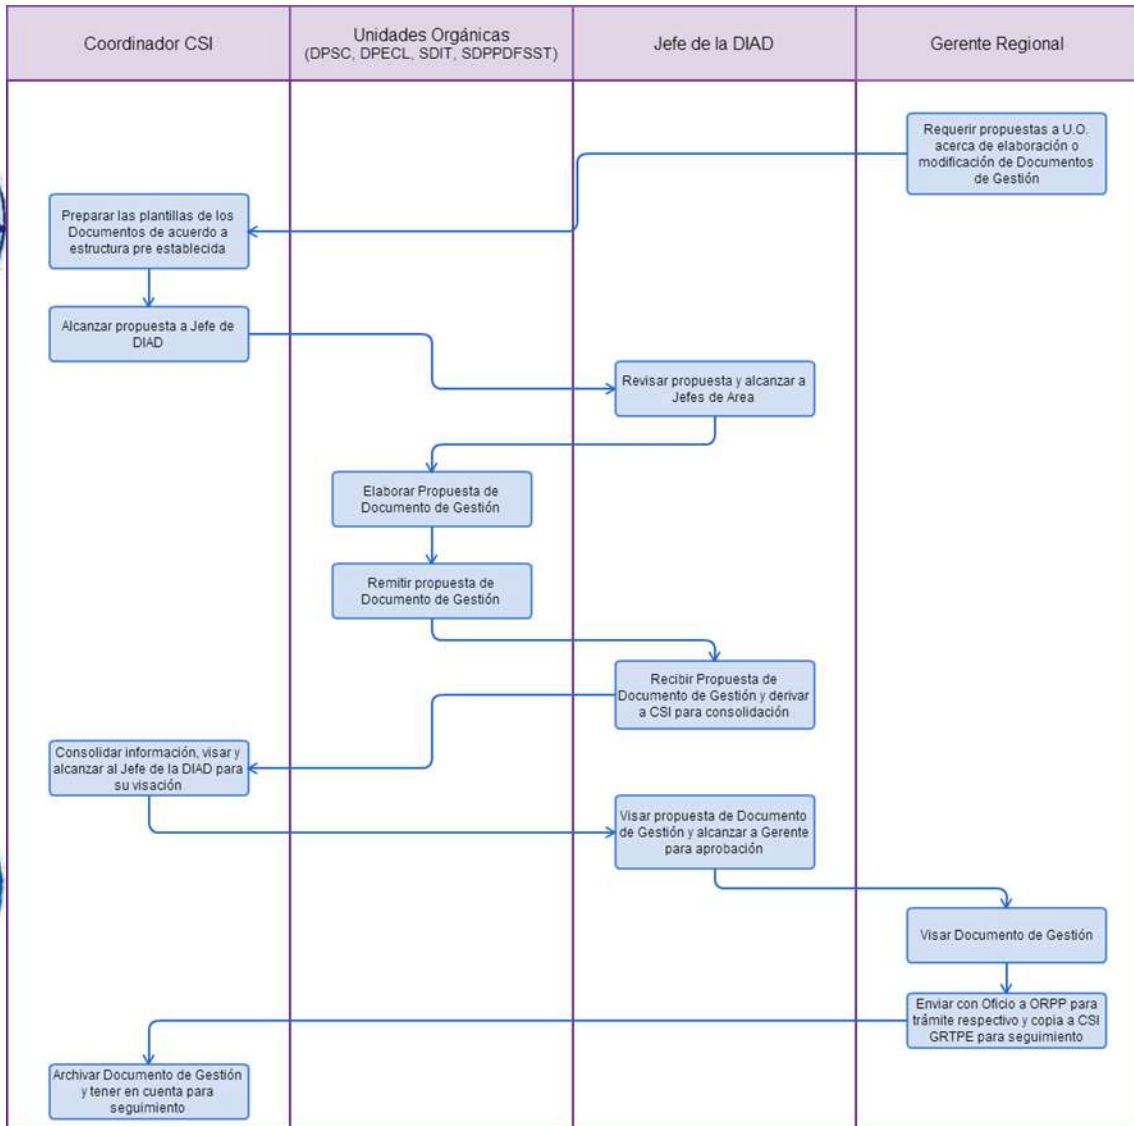 Coordinador CSI
Unidades Orgánicas
(DPSC, DPECL, SDIT, SDPPDFSST)
Jefe de la DIAD
Gerente Regional
Requerir propuestas a U.O.
acerca de elaboración o
modificación de Documentos
de Gestión
Preparar las plantillas de los
Documentos de acuerdo a
estructura pre establecida
Alcanzar propuesta a Jefe de
DIAD
Revisar propuesta y alcanzar a
Jefes de Area
Elaborar Propuesta de
Documento de Gestión
Remitir propuesta de
Documento de Gestión
Recibir Propuesta de
Documento de Gestión y derivar
a CSI para consolidación
Consolidar información, visar y
alcanzar al Jefe de la DIAD para
su visación
Visar propuesta de Documento
de Gestión y alcanzar a Gerente
para aprobación
Visar Documento de Gestión
Enviar con Oficio a ORPP para
trámite respectivo y copia a CSI
GRTPE para seguimiento
Archivar Documento de Gestión
y tener en cuenta para
seguimiento